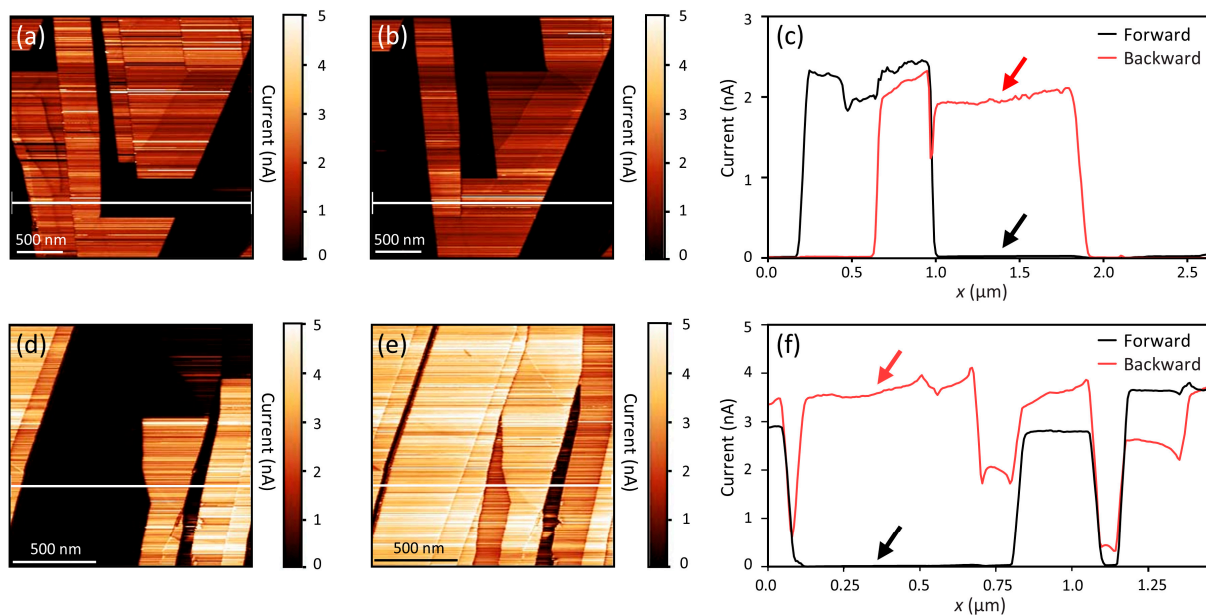 (a)
500 nm
5
4
3
2
1
0
Current (nA)
(b)
500 nm
5
4
3
2
1
0
Current (nA)
(c)
Forward
Backward
Current (nA)
3
2
1
0
0.0
0.5
1.0
1.5
2.0
2.5
x (µm)
(d)
500 nm
5
4
3
2
1
0
Current (nA)
(e)
500 nm
5
4
3
2
1
0
Current (nA)
(f)
Forward
Backward
Current (nA)
5
4
3
2
1
0
0.0
0.25
0.5
0.75
1.0
1.25
x (µm)